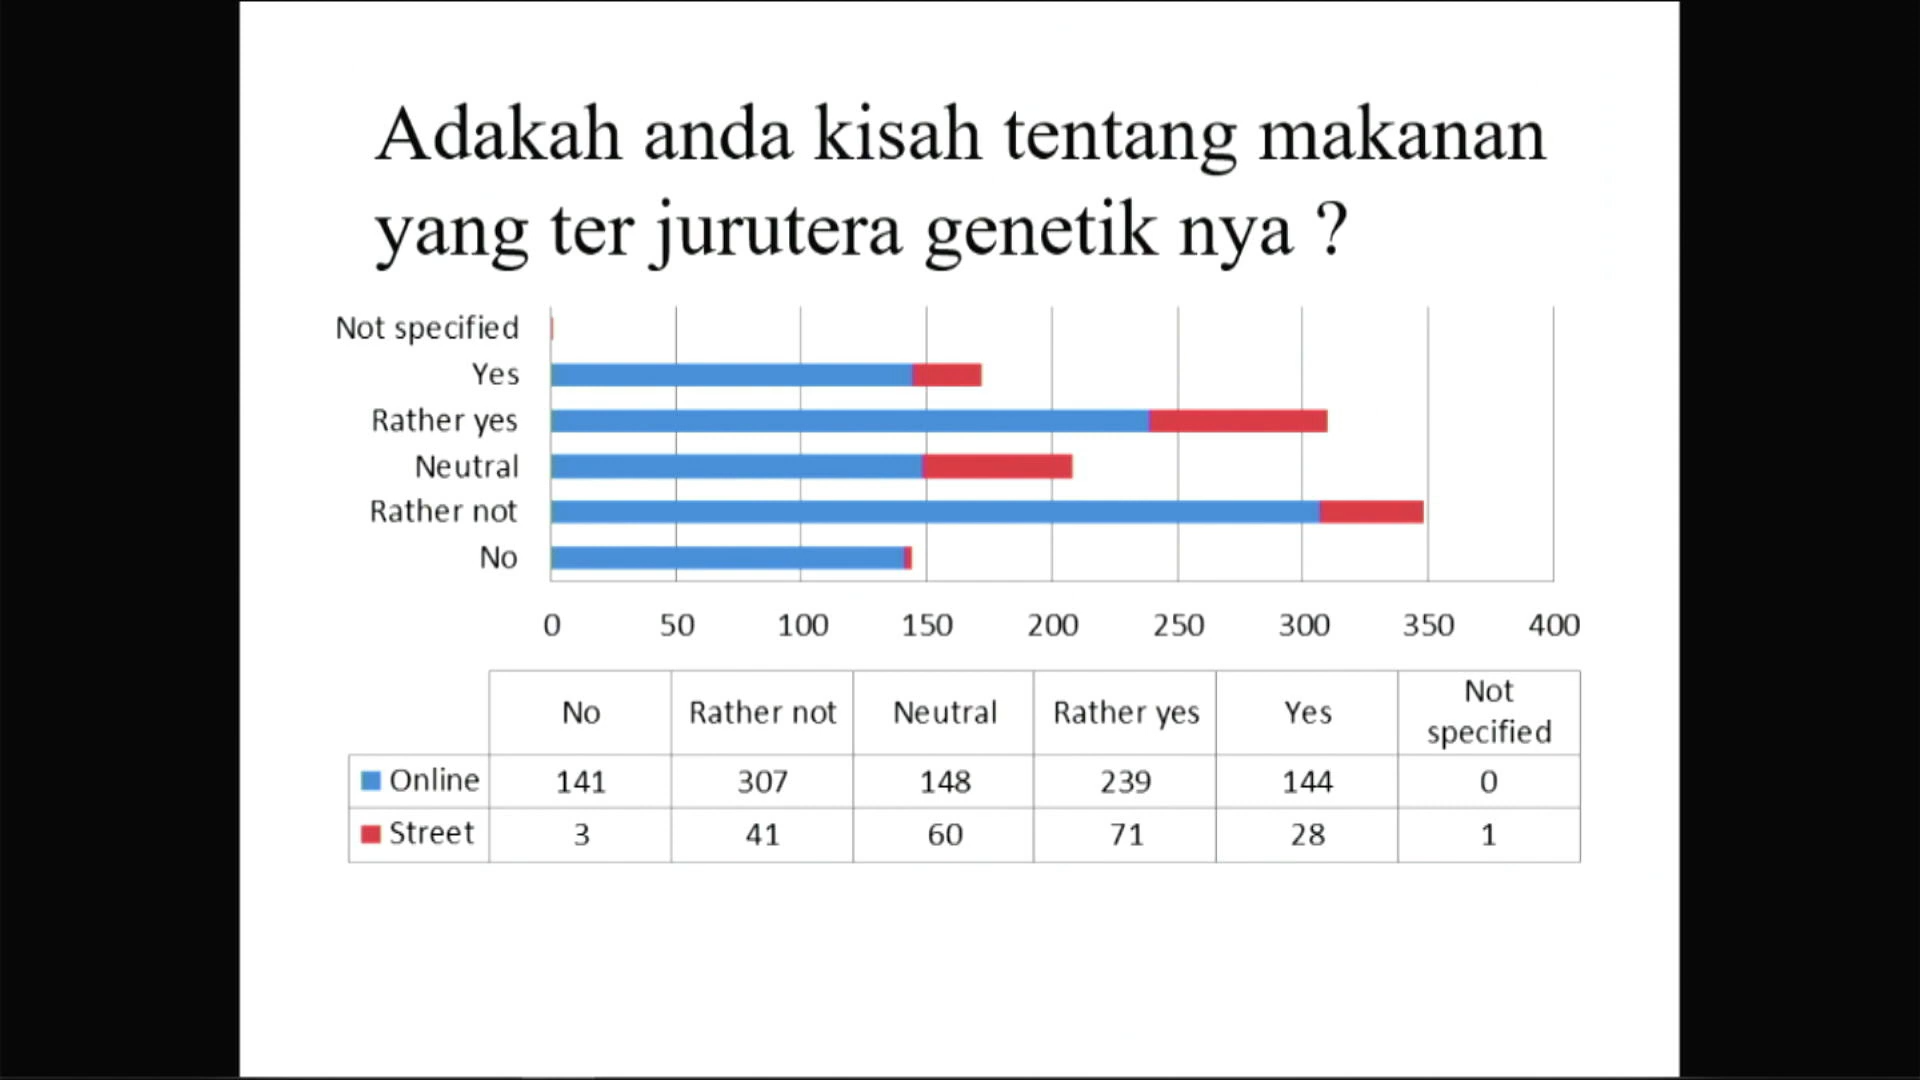 Adakah anda kisah tentang makanan
yang ter jurutera genetik nya ?
Not specified
Yes
Rather yes
Neutral
Rather not
No
0 50 100 150 200 250 300 350 400
No Rather not Neutral Rather yes Yes Not specified
Online 141 307 148 239 144 0
Street 3 41 60 71 28 1